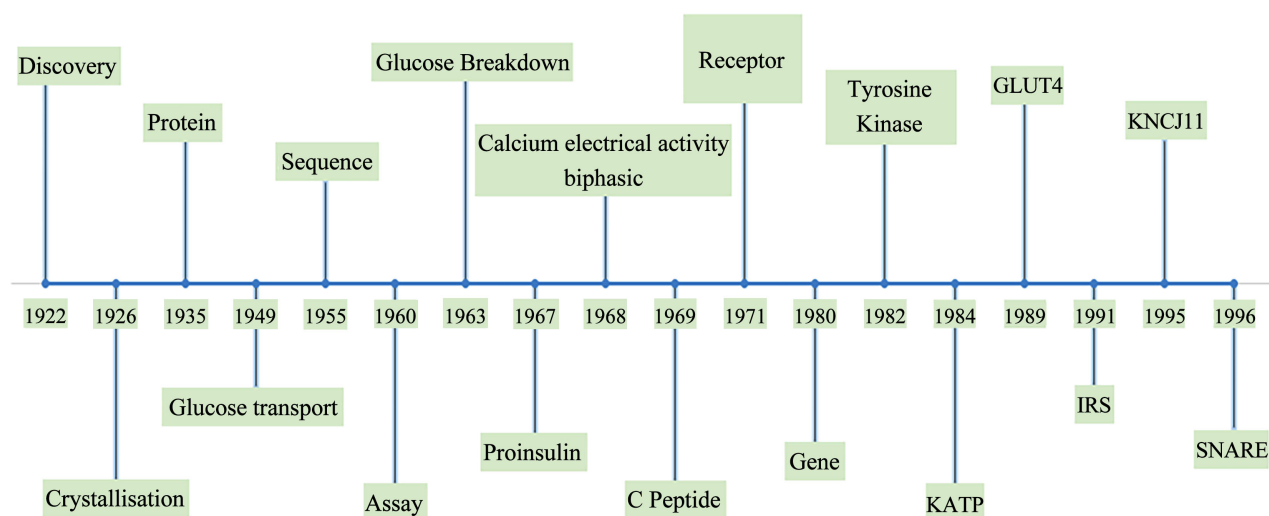 Discovery
Protein
Sequence
Glucose Breakdown
Calcium electrical activity
biphasic
Receptor
Tyrosine
Kinase
GLUT4
KNCJ11
1922 1926 1935 1949 1955 1960 1963 1967 1968 1969 1971 1980 1982 1984 1989 1991 1995 1996
Crystallisation
Glucose transport
Assay
Proinsulin
C Peptide
Gene
KATP
IRS
SNARE